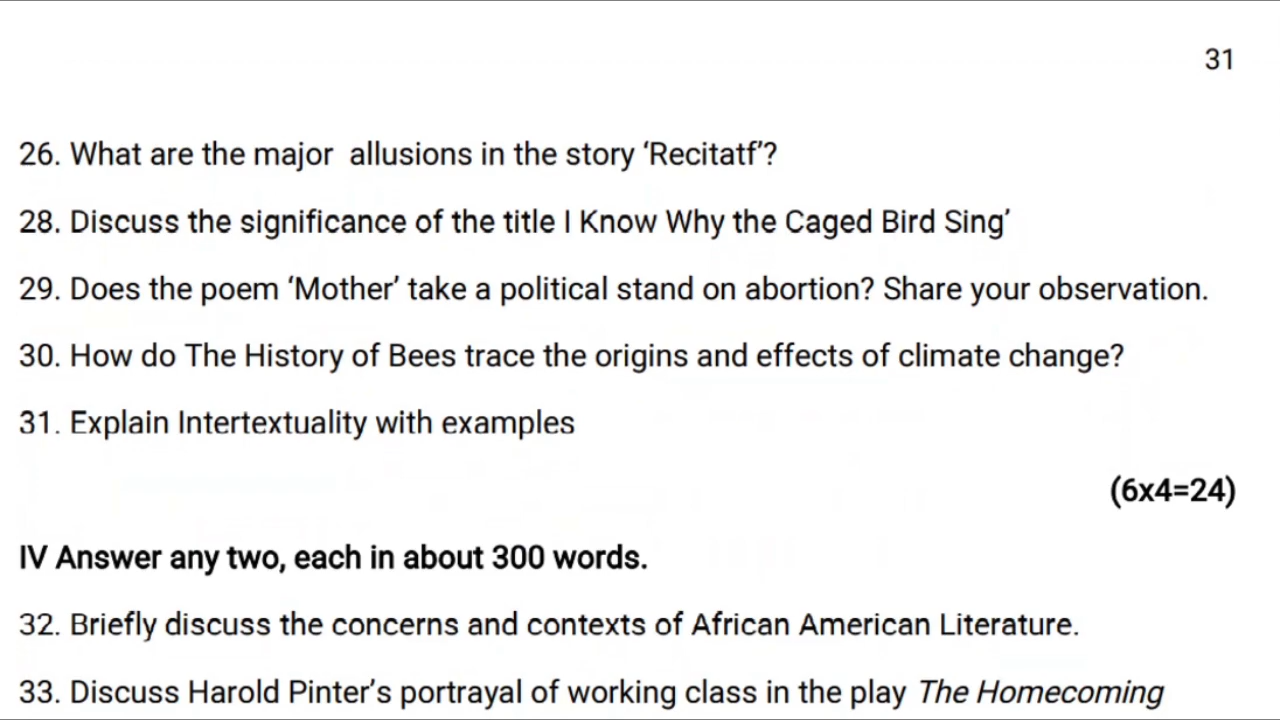 31
26. What are the major  allusions in the story ‘Recitatf’?
28. Discuss the significance of the title I Know Why the Caged Bird Sing’
29. Does the poem ‘Mother’ take a political stand on abortion? Share your observation.
30. How do The History of Bees trace the origins and effects of climate change?
31. Explain Intertextuality with examples
(6x4=24)
IV Answer any two, each in about 300 words.
32. Briefly discuss the concerns and contexts of African American Literature.
33. Discuss Harold Pinter’s portrayal of working class in the play The Homecoming